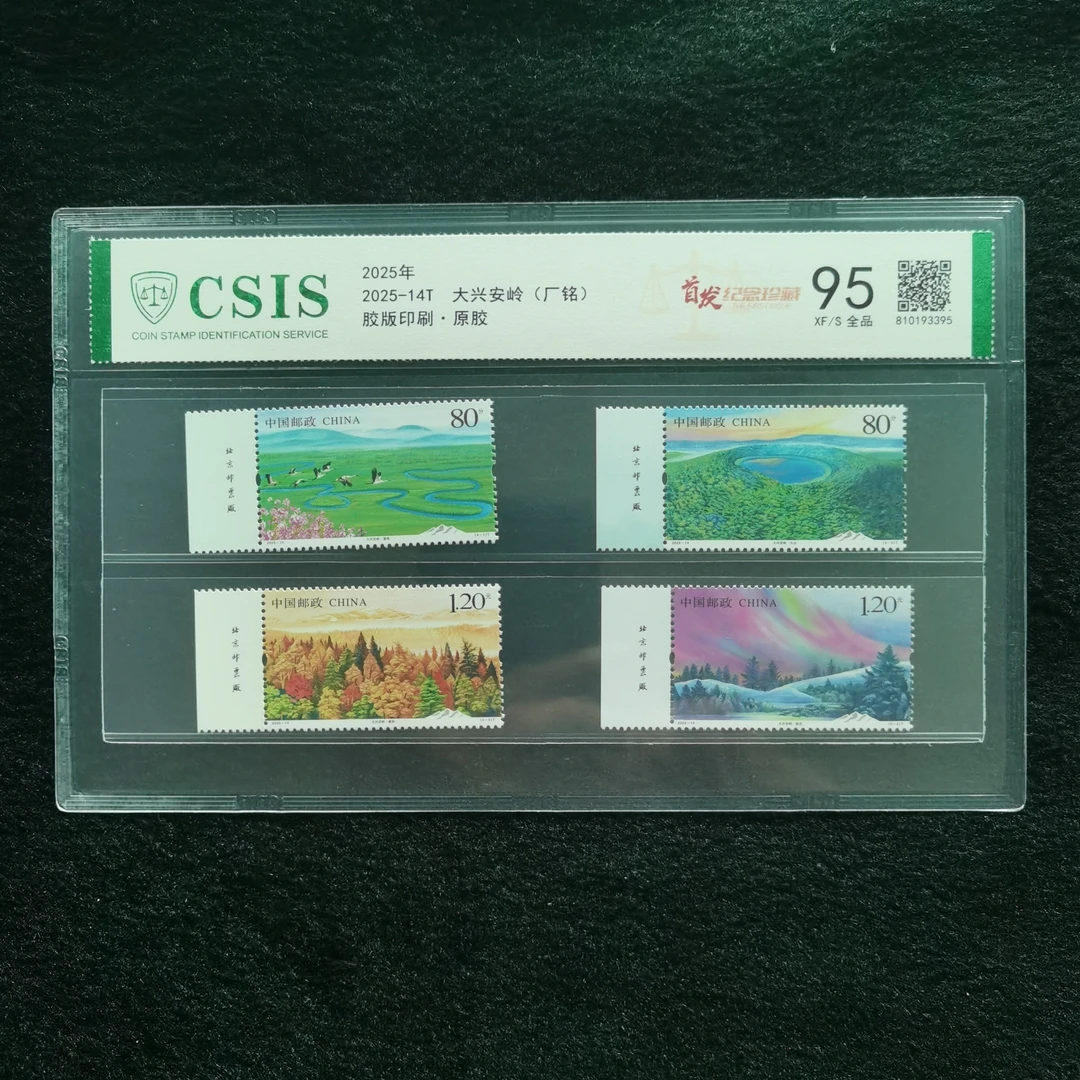 CSIS
COIN STAMP IDENTIFICATION SERVICE
2025年
2025-14T 大兴安岭（厂铭）
胶版印刷·原胶
首发纪念珍藏
95
XF/S 全品
810193395
中国邮政 CHINA
80分
北京邮票厂
中国邮政 CHINA
80分
北京邮票厂
中国邮政 CHINA
1.20元
北京邮票厂
中国邮政 CHINA
1.20元
北京邮票厂